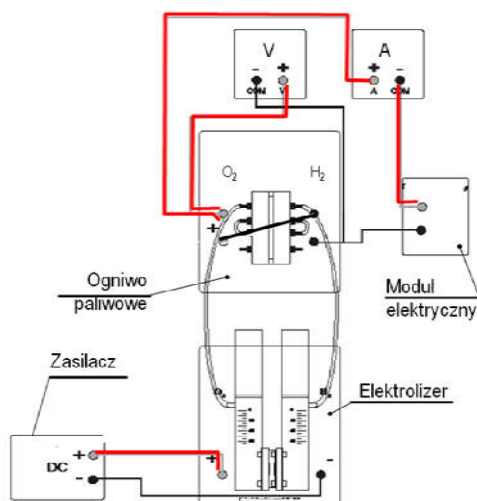 V
A
- +
+ -
COM V
A COM
O2
H2
+
Ogniwo
paliwowe
Moduł
elektryczny
Zasilacz
Elektrolizer
+
DC
-
+
-